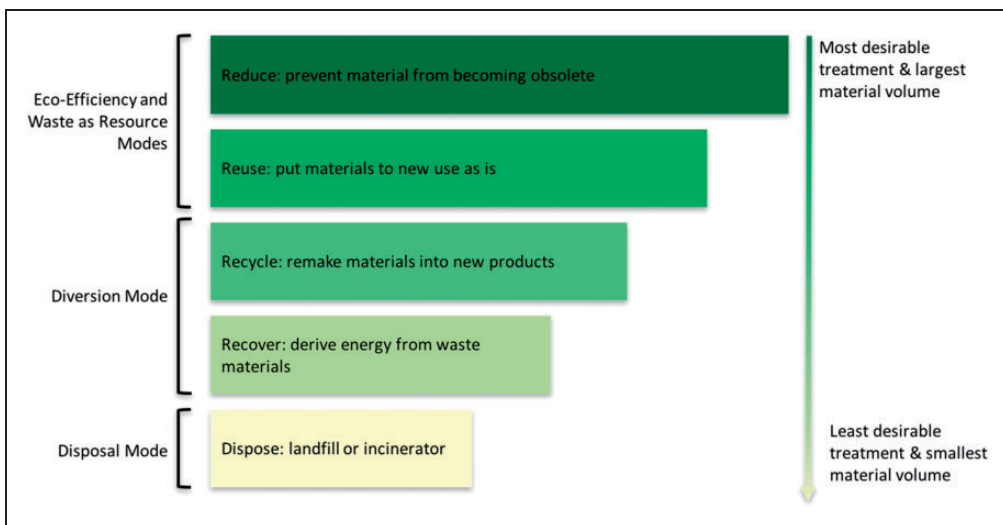 Eco-Efficiency and
Waste as Resource
Modes
Reduce: prevent material from becoming obsolete
Most desirable
treatment & largest
material volume
Reuse: put materials to new use as is
Diversion Mode
Recycle: remake materials into new products
Recover: derive energy from waste
materials
Disposal Mode
Dispose: landfill or incinerator
Least desirable
treatment & smallest
material volume